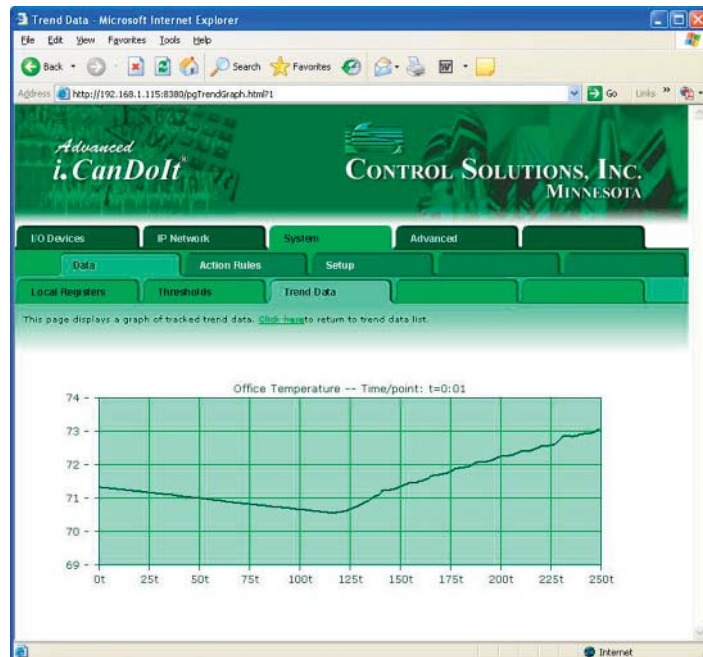 Trend Data - Microsoft Internet Explorer
File Edit View Favorites Tools Help
Back Search Favorites
Address http://192.168.1.115:8380/pgTrendGraph.html?1 Go Links »
Advanced
i.CanDoIt®
CONTROL SOLUTIONS, INC.
MINNESOTA
I/O Devices IP Network System Advanced
Data Action Rules Setup
Local Registers Thresholds Trend Data
This page displays a graph of tracked trend data. Click here to return to trend data list.
Office Temperature -- Time/point: t=0:01
74
73
72
71
70
69
0t 25t 50t 75t 100t 125t 150t 175t 200t 225t 250t
Internet